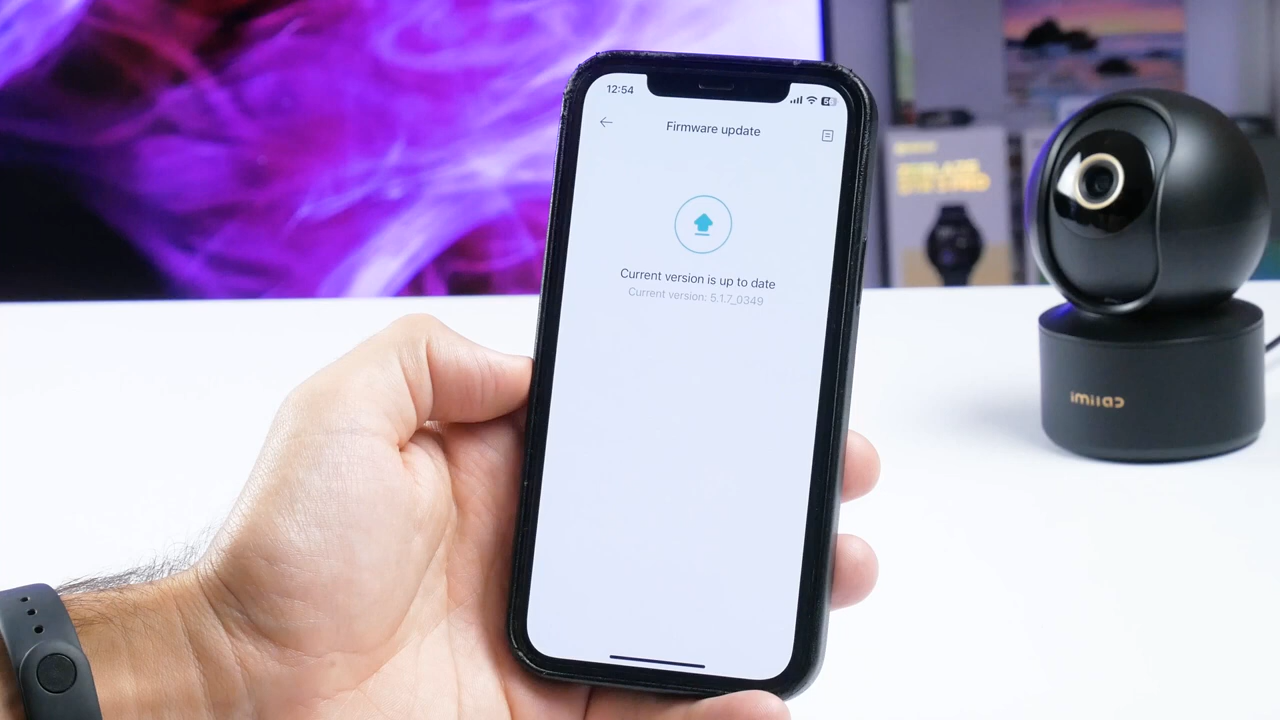 12:54
Firmware update
Current version is up to date
Current version: 5.1.7_0349
imilab